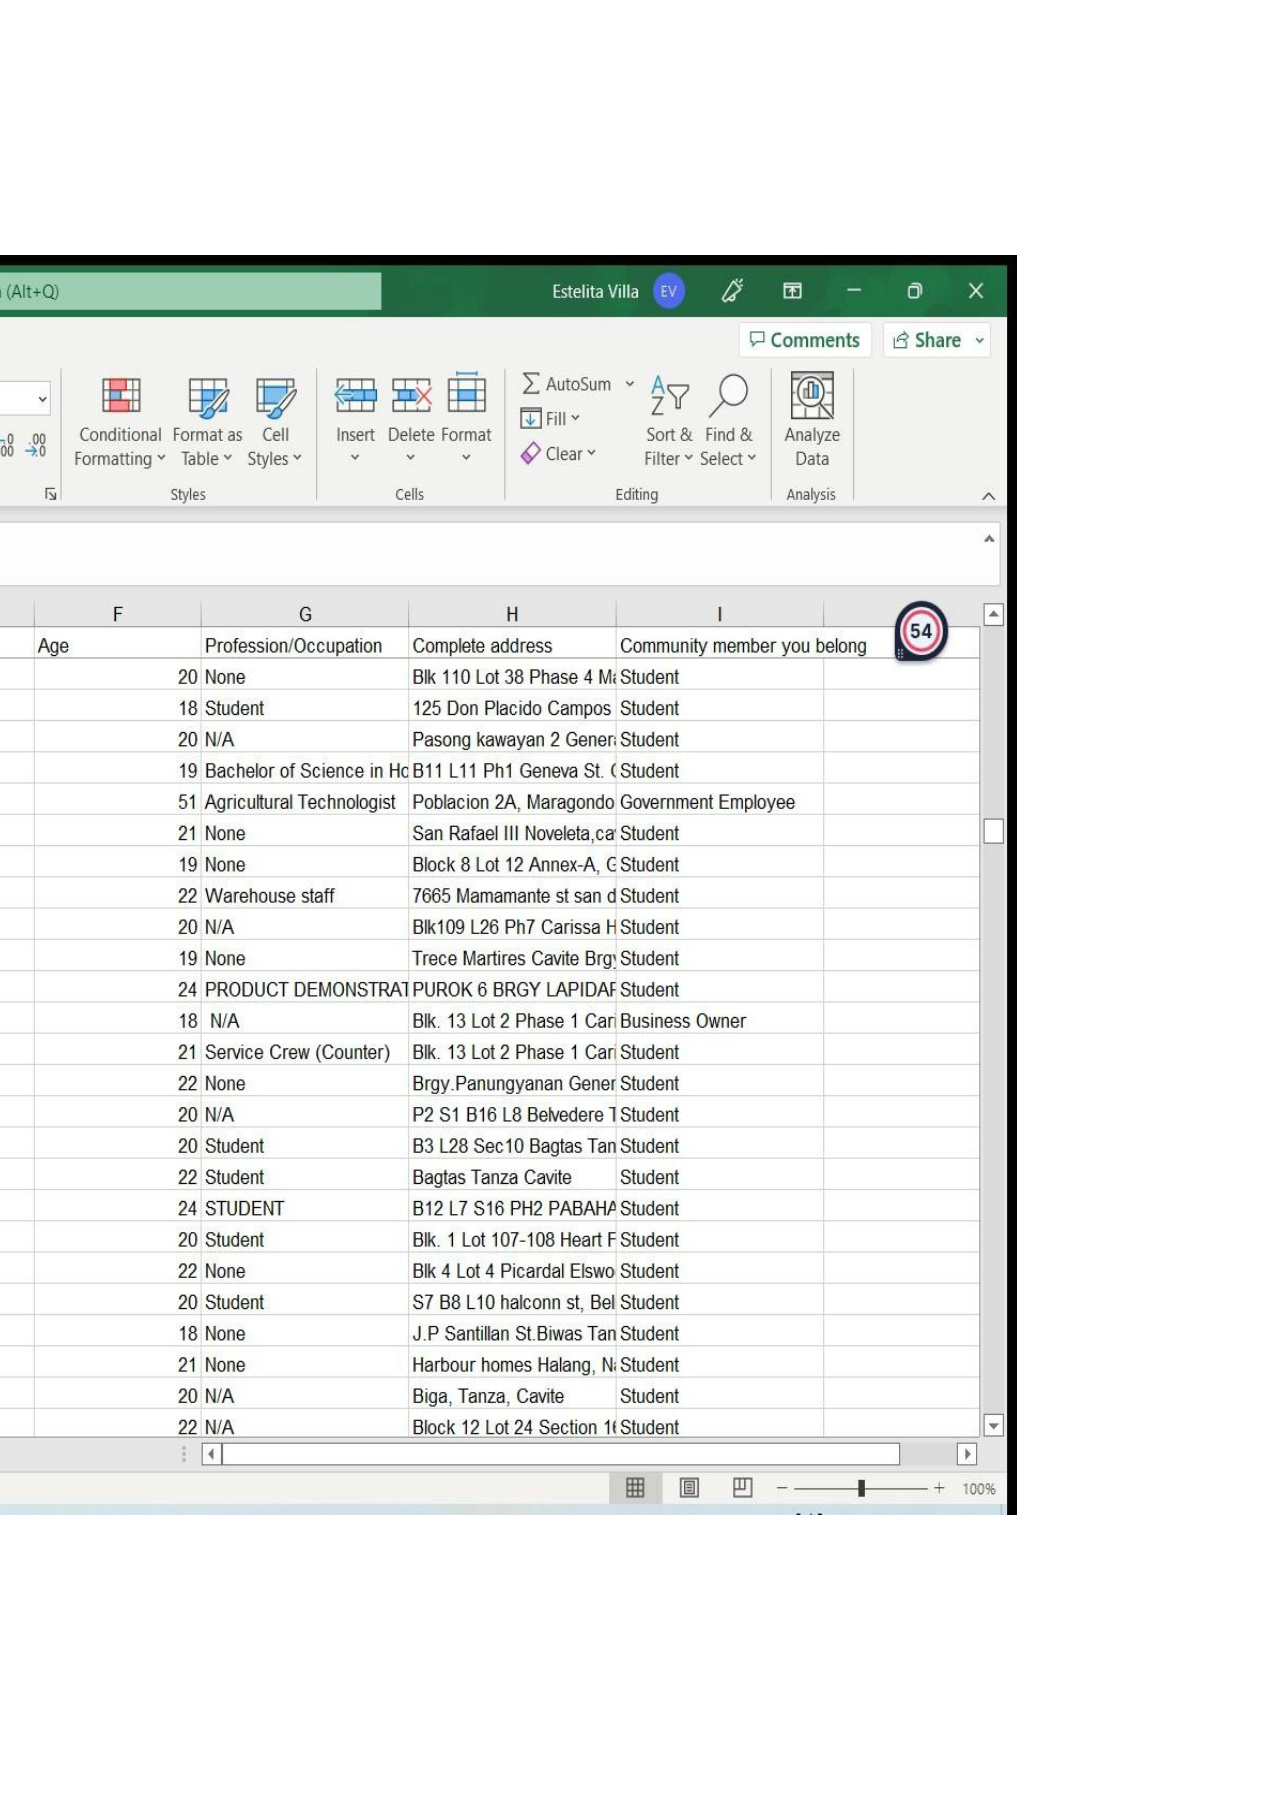 (Alt+Q) Estelita Villa EV
Comments Share
AutoSum
Fill
Clear
Conditional Formatting
Format as Table
Cell Styles
Insert
Delete
Format
Sort & Filter
Find & Select
Analyze Data
Styles Cells Editing Analysis
F G H I
54
Age Profession/Occupation Complete address Community member you belong
20 None Blk 110 Lot 38 Phase 4 Student
18 Student 125 Don Placido Campos Student
20 N/A Pasong kawayan 2 Student
19 Bachelor of Science in B11 L11 Ph1 Geneva St. Student
51 Agricultural Technologist Poblacion 2A, Maragondo Government Employee
21 None San Rafael III Noveleta, Student
19 None Block 8 Lot 12 Annex-A, Student
22 Warehouse staff 7665 Mamamante st san Student
20 N/A Blk109 L26 Ph7 Carissa Student
19 None Trece Martires Cavite Student
24 PRODUCT DEMONSTRAT PUROK 6 BRGY Student
18 N/A Blk. 13 Lot 2 Phase 1 Cari Business Owner
21 Service Crew (Counter) Blk. 13 Lot 2 Phase 1 Cari Student
22 None Brgy.Panungyanan Gener Student
20 N/A P2 S1 B16 L8 Belvedere Student
20 Student B3 L28 Sec10 Bagtas Tan Student
22 Student Bagtas Tanza Cavite Student
24 STUDENT B12 L7 S16 PH2 PABAHA Student
20 Student Blk. 1 Lot 107-108 Heart Student
22 None Blk 4 Lot 4 Picardal Elswo Student
20 Student S7 B8 L10 halconn st, Bel Student
18 None J.P Santillan St.Biwas Tan Student
21 None Harbour homes Halang, Student
20 N/A Biga, Tanza, Cavite Student
22 N/A Block 12 Lot 24 Section Student
100%